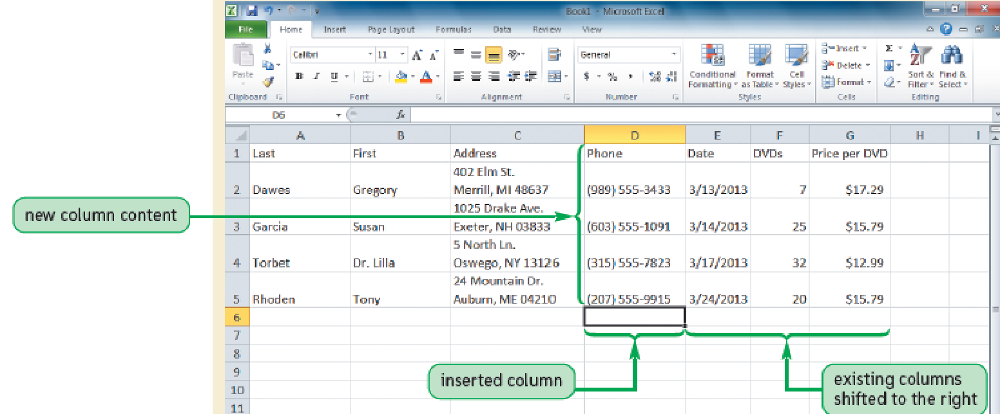 Book1 - Microsoft Excel
File Home Insert Page Layout Formulas Data Review View
Calibri 11 A A General Insert Σ
Paste Delete
B I U A $ % , Conditional Format Cell Format Sort & Find &
Formatting as Table Styles Filter Select
Clipboard Font Alignment Number Styles Cells Editing
D6 fx
A B C D E F G H I
1 Last First Address Phone Date DVDs Price per DVD
402 Elm St.
2 Dawes Gregory Merrill, MI 48637 (989) 555-3433 3/13/2013 7 $17.29
1025 Drake Ave.
3 Garcia Susan Exeter, NH 03833 (603) 555-1091 3/14/2013 25 $15.79
5 North Ln.
4 Torbet Dr. Lilla Oswego, NY 13126 (315) 555-7823 3/17/2013 32 $12.99
24 Mountain Dr.
5 Rhoden Tony Auburn, ME 04210 (207) 555-9915 3/24/2013 20 $15.79
6
7
8
9
10
11
new column content
inserted column
existing columns
shifted to the right